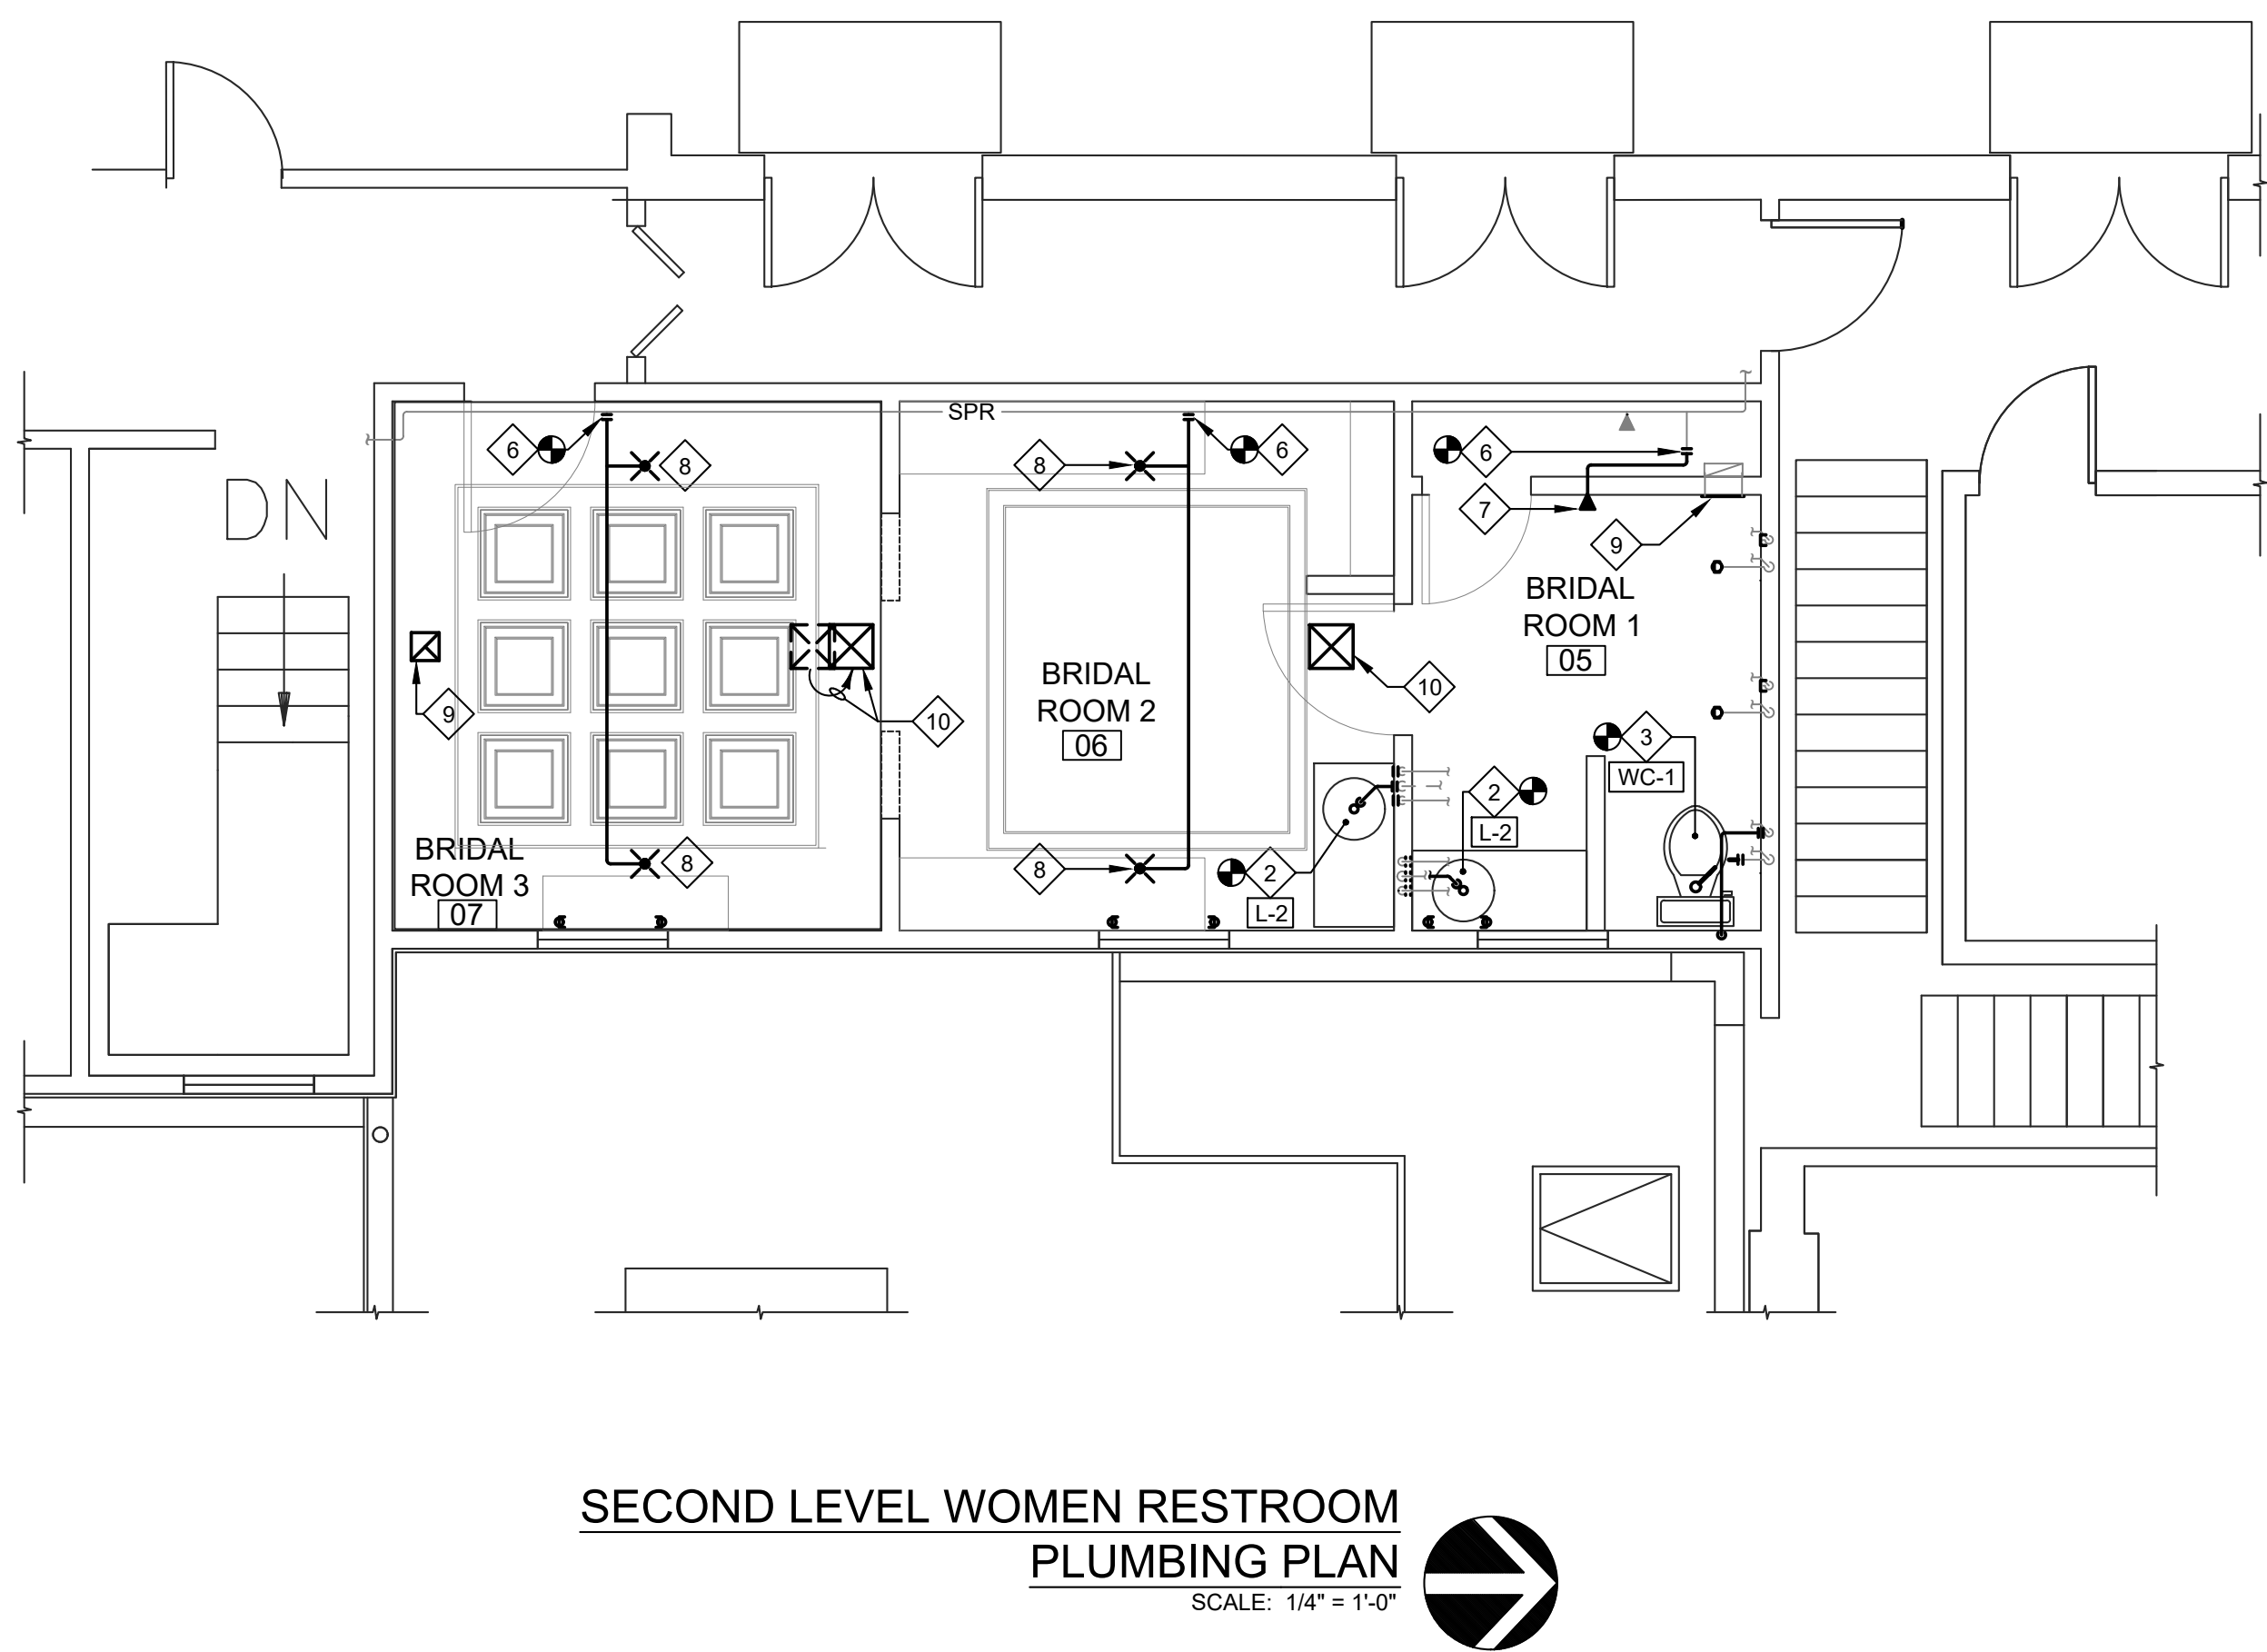 SPR
6
8
8
6
6
7
9
DN
BRIDAL
ROOM 1
05
BRIDAL
ROOM 2
06
10
9
10
3
WC-1
2
L-2
BRIDAL
ROOM 3
07
8
8
2
L-2
SECOND LEVEL WOMEN RESTROOM
PLUMBING PLAN
SCALE: 1/4" = 1'-0"